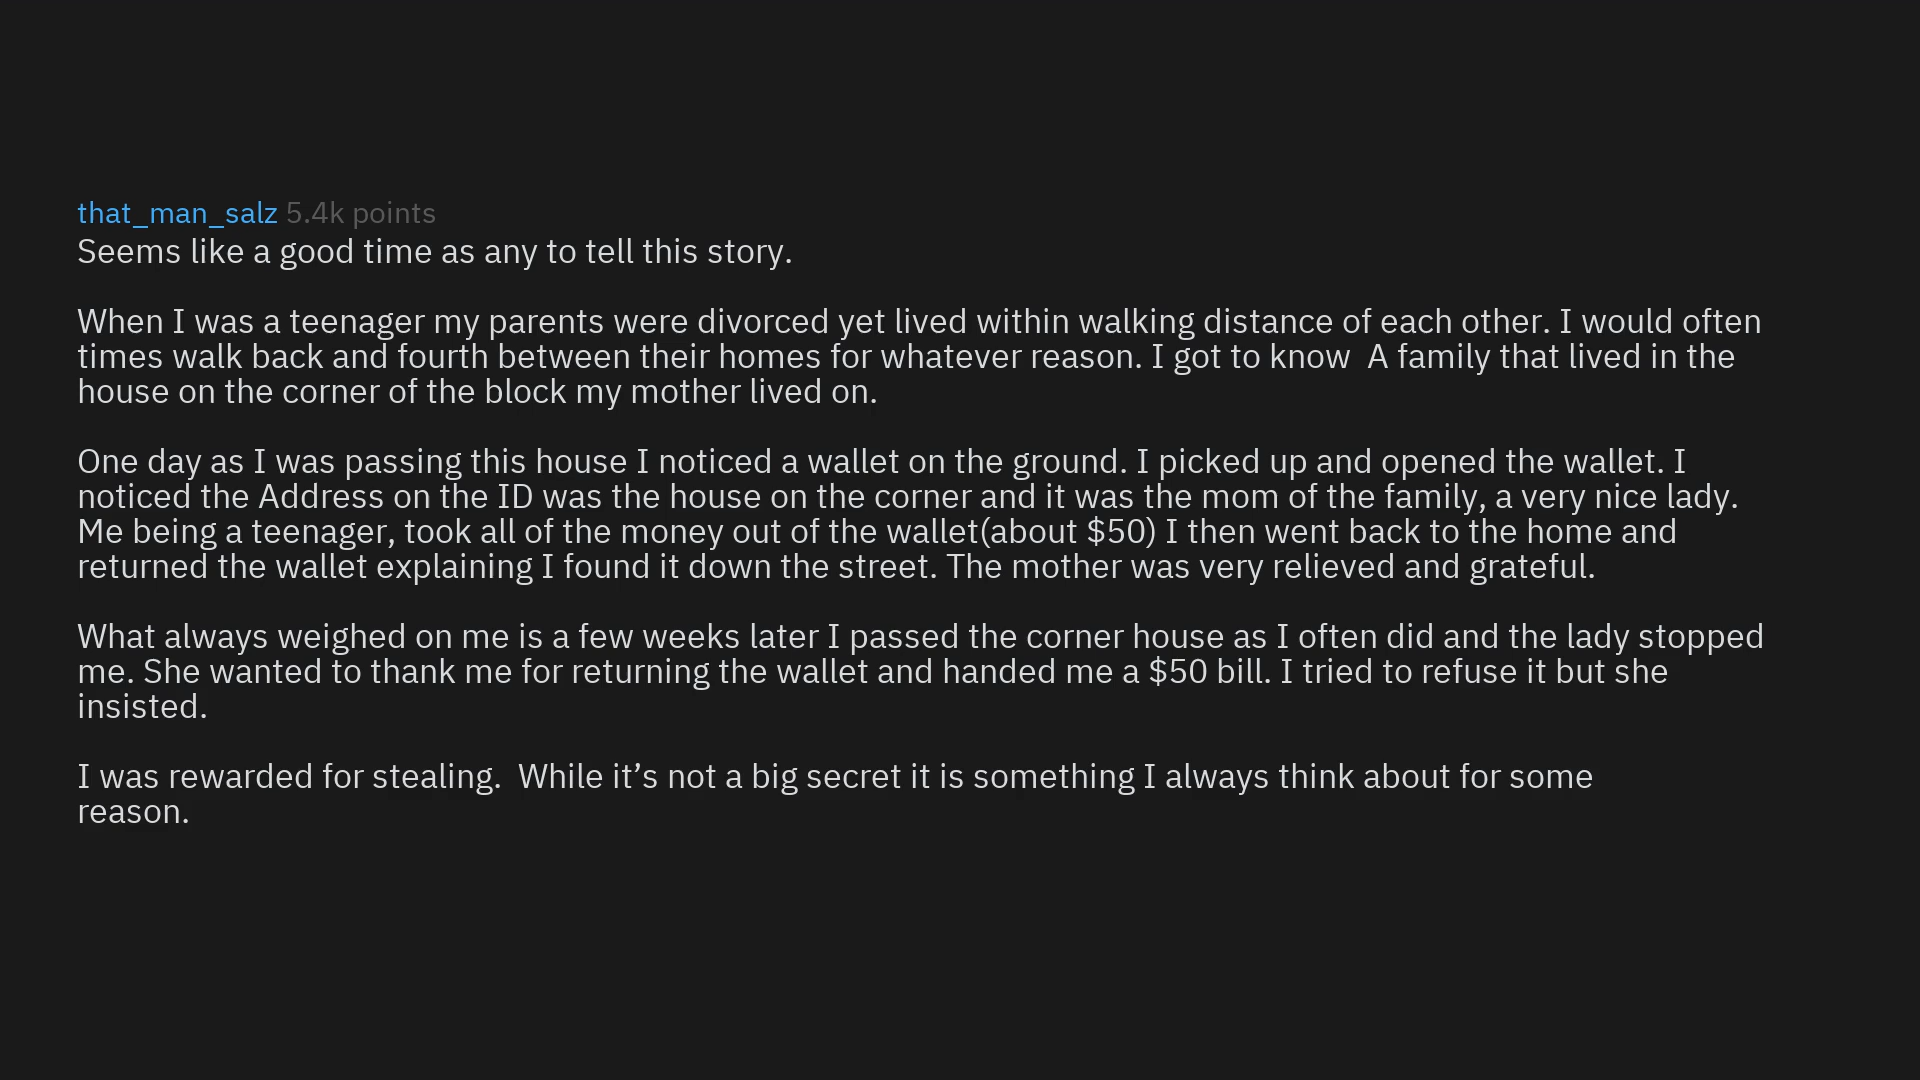 that_man_salz 5.4k points
Seems like a good time as any to tell this story.
When I was a teenager my parents were divorced yet lived within walking distance of each other. I would often
times walk back and fourth between their homes for whatever reason. I got to know  A family that lived in the
house on the corner of the block my mother lived on.
One day as I was passing this house I noticed a wallet on the ground. I picked up and opened the wallet. I
noticed the Address on the ID was the house on the corner and it was the mom of the family, a very nice lady.
Me being a teenager, took all of the money out of the wallet(about $50) I then went back to the home and
returned the wallet explaining I found it down the street. The mother was very relieved and grateful.
What always weighed on me is a few weeks later I passed the corner house as I often did and the lady stopped
me. She wanted to thank me for returning the wallet and handed me a $50 bill. I tried to refuse it but she
insisted.
I was rewarded for stealing.  While it’s not a big secret it is something I always think about for some
reason.